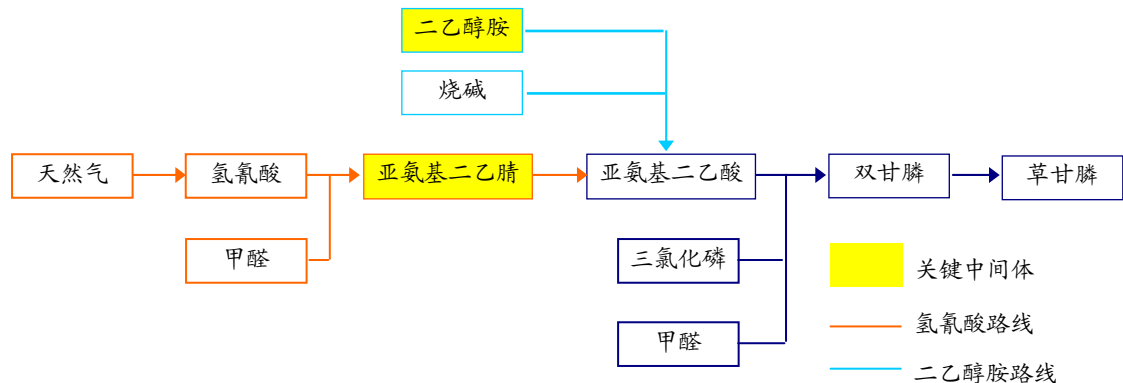 二乙醇胺
烧碱
天然气
氢氰酸
亚氨基二乙腈
亚氨基二乙酸
双甘膦
草甘膦
甲醛
三氯化磷
甲醛
关键中间体
氢氰酸路线
二乙醇胺路线